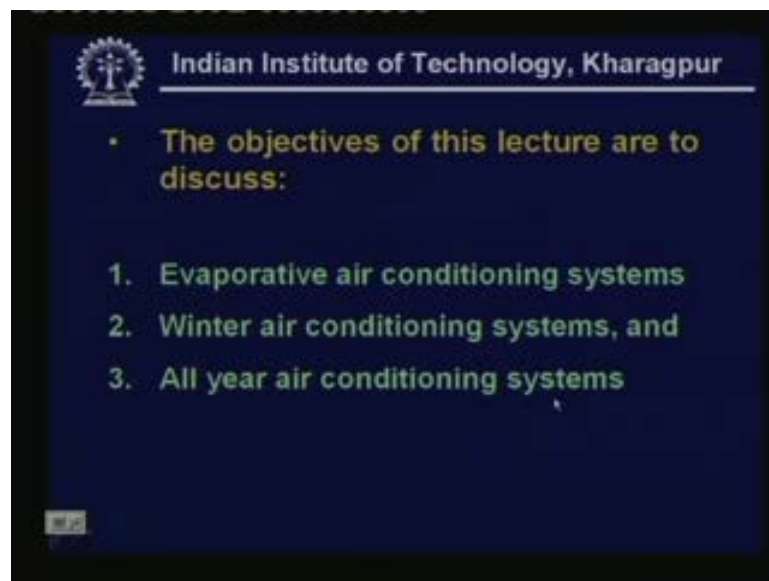 Indian Institute of Technology, Kharagpur
• The objectives of this lecture are to
discuss:
1. Evaporative air conditioning systems
2. Winter air conditioning systems, and
3. All year air conditioning systems